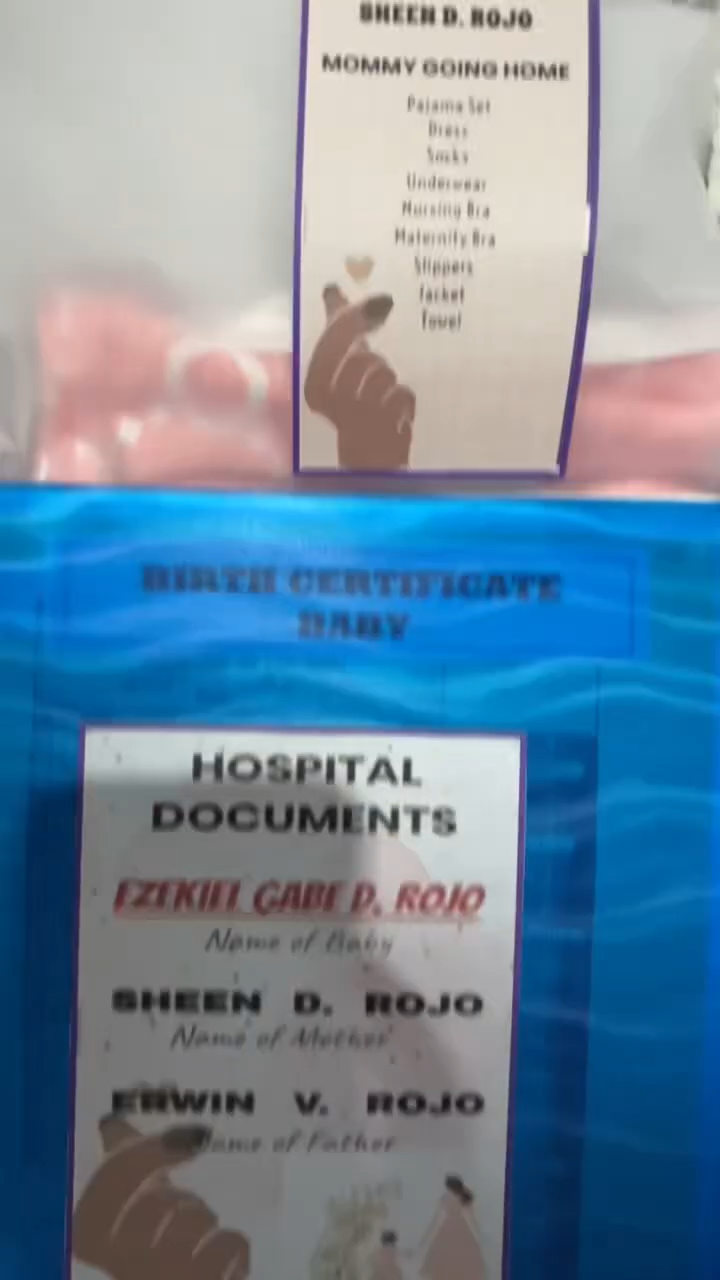 SHEEN D. ROJO
MOMMY GOING HOME
Pajama Set
Dress
Socks
Underwear
Nursing Bra
Maternity Bra
Slippers
Jacket
Towel
BIRTH CERTIFICATE
BABY
HOSPITAL
DOCUMENTS
EZEKIEL GABE D. ROJO
Name of Baby
SHEEN D. ROJO
Name of Mother
ERWIN V. ROJO
Name of Father